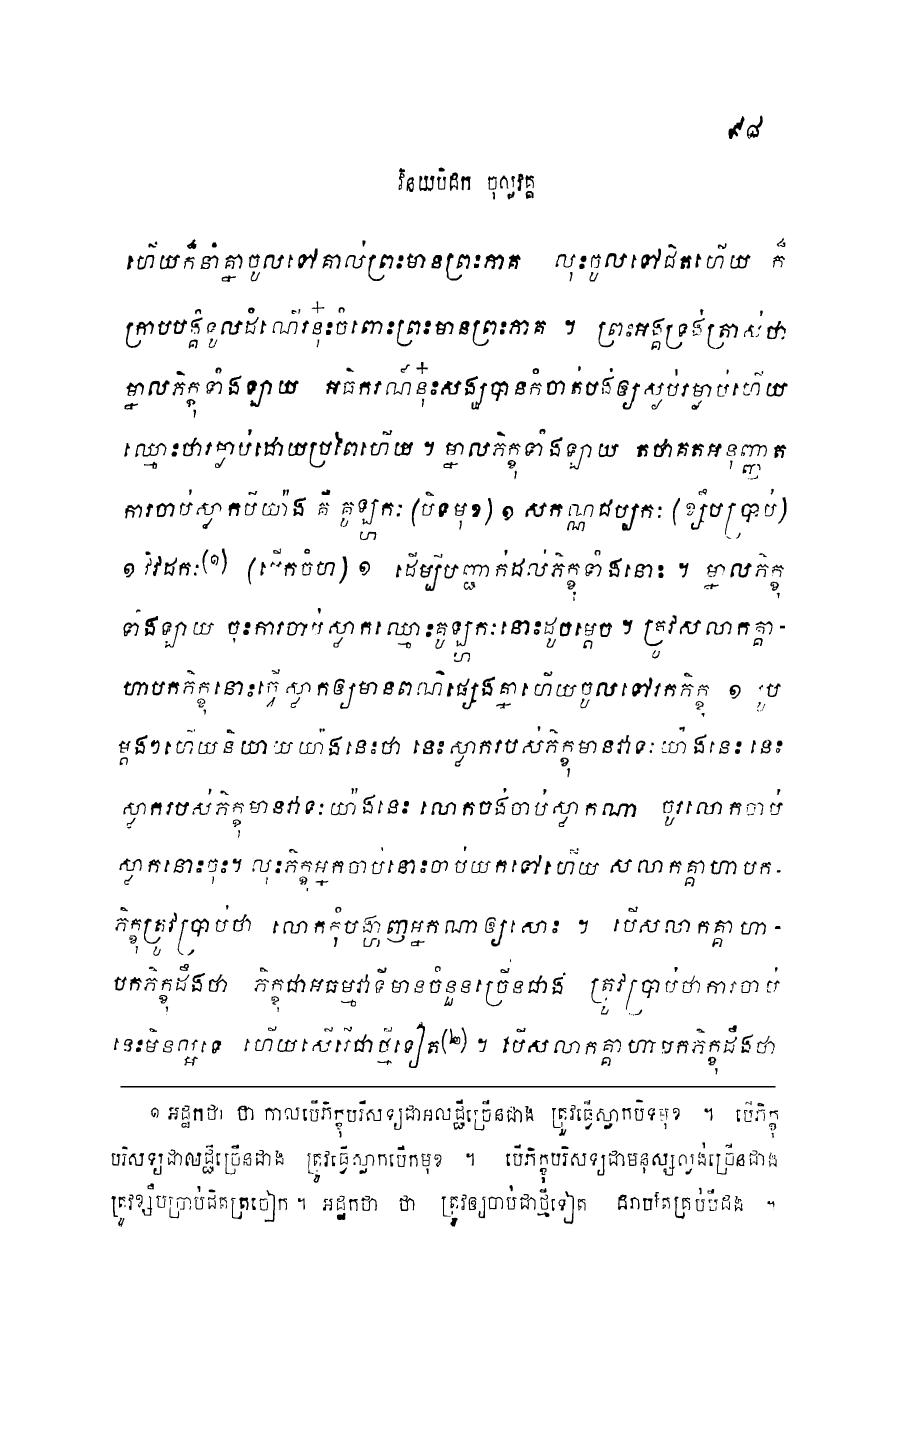 ៩៨
វិនយបិដក ចុល្លវគ្គ
ហើយក៏នាំគ្នាចូលទៅគាល់ព្រះមានព្រះភាគ លុះចូលទៅជិតហើយ ក៏
ក្រាបបង្គំទូលដំណើរនុ៎ះចំពោះព្រះមានព្រះភាគ ។ ព្រះអង្គទ្រង់ត្រាស់ថា
ម្នាលភិក្ខុទាំងឡាយ អធិករណ៍នុ៎ះសង្ឃបានកំចាត់បង់ឲ្យស្ងប់រម្ងាប់ហើយ
ឈ្មោះថារម្ងាប់ដោយប្រពៃហើយ ។ ម្នាលភិក្ខុទាំងឡាយ តថាគតអនុញ្ញាត
ការចាប់ស្លាកបីយ៉ាង គឺ គូឡ្ហកៈ (បិទមុខ) ១ សកណ្ណជប្បកៈ (ខ្សឹបប្រាប់)
១ វិវដកៈ(១) (បើកចំហ) ១ ដើម្បីបញ្ជាក់ដល់ភិក្ខុទាំងនោះ ។ ម្នាលភិក្ខុ
ទាំងឡាយ ចុះការចាប់ស្លាកឈ្មោះគូឡ្ហកៈនោះដូចម្តេច ។ ត្រូវសលាកគ្គា-
ហាបកភិក្ខុនោះធ្វើស្លាកឲ្យមានពណ៌ផ្សេងគ្នាហើយចូលទៅរកភិក្ខុ ១ រូប
ម្តងៗហើយនិយាយយ៉ាងនេះថា នេះស្លាករបស់ភិក្ខុមានវាទៈយ៉ាងនេះ នេះ
ស្លាករបស់ភិក្ខុមានវាទៈយ៉ាងនេះ លោកចង់ចាប់ស្លាកណា ចូរលោកចាប់
ស្លាកនោះចុះ។ លុះភិក្ខុអ្នកចាប់នោះចាប់យកទៅហើយ សលាកគ្គាហាបក-
ភិក្ខុត្រូវប្រាប់ថា លោកកុំបង្ហាញអ្នកណាឲ្យសោះ ។ បើសលាកគ្គាហា-
បកភិក្ខុដឹងថា ភិក្ខុជាអធម្មវាទីមានចំនួនច្រើនជាង ត្រូវប្រាប់ថាការចាប់
នេះមិនល្អទេ ហើយសើរើជាថ្មីទៀត(២) ។ បើសលាកគ្គាហាបកភិក្ខុដឹងថា
១ អដ្ឋកថា ថា កាលបើភិក្ខុបរិសទ្យជាអលជ្ជីច្រើនជាង ត្រូវធ្វើស្លាកបិទមុខ ។ បើភិក្ខុ
បរិសទ្យជាលជ្ជីច្រើនជាង ត្រូវធ្វើស្លាកបើកមុខ ។ បើភិក្ខុបរិសទ្យជាមនុស្សល្ងង់ច្រើនជាង
ត្រូវខ្សឹបប្រាប់ជិតត្រចៀក ។ អដ្ឋកថា ថា ត្រូវឲ្យចាប់ជាថ្មីទៀត ដរាបតែគ្រប់បីដង ។